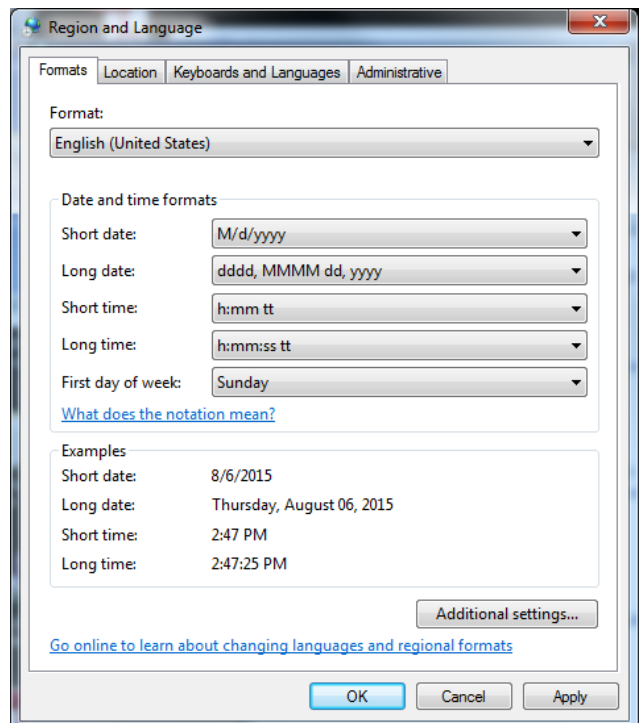 Region and Language
Formats Location Keyboards and Languages Administrative
Format:
English (United States)
Date and time formats
Short date: M/d/yyyy
Long date: dddd, MMMM dd, yyyy
Short time: h:mm tt
Long time: h:mm:ss tt
First day of week: Sunday
What does the notation mean?
Examples
Short date: 8/6/2015
Long date: Thursday, August 06, 2015
Short time: 2:47 PM
Long time: 2:47:25 PM
Additional settings...
Go online to learn about changing languages and regional formats
OK Cancel Apply